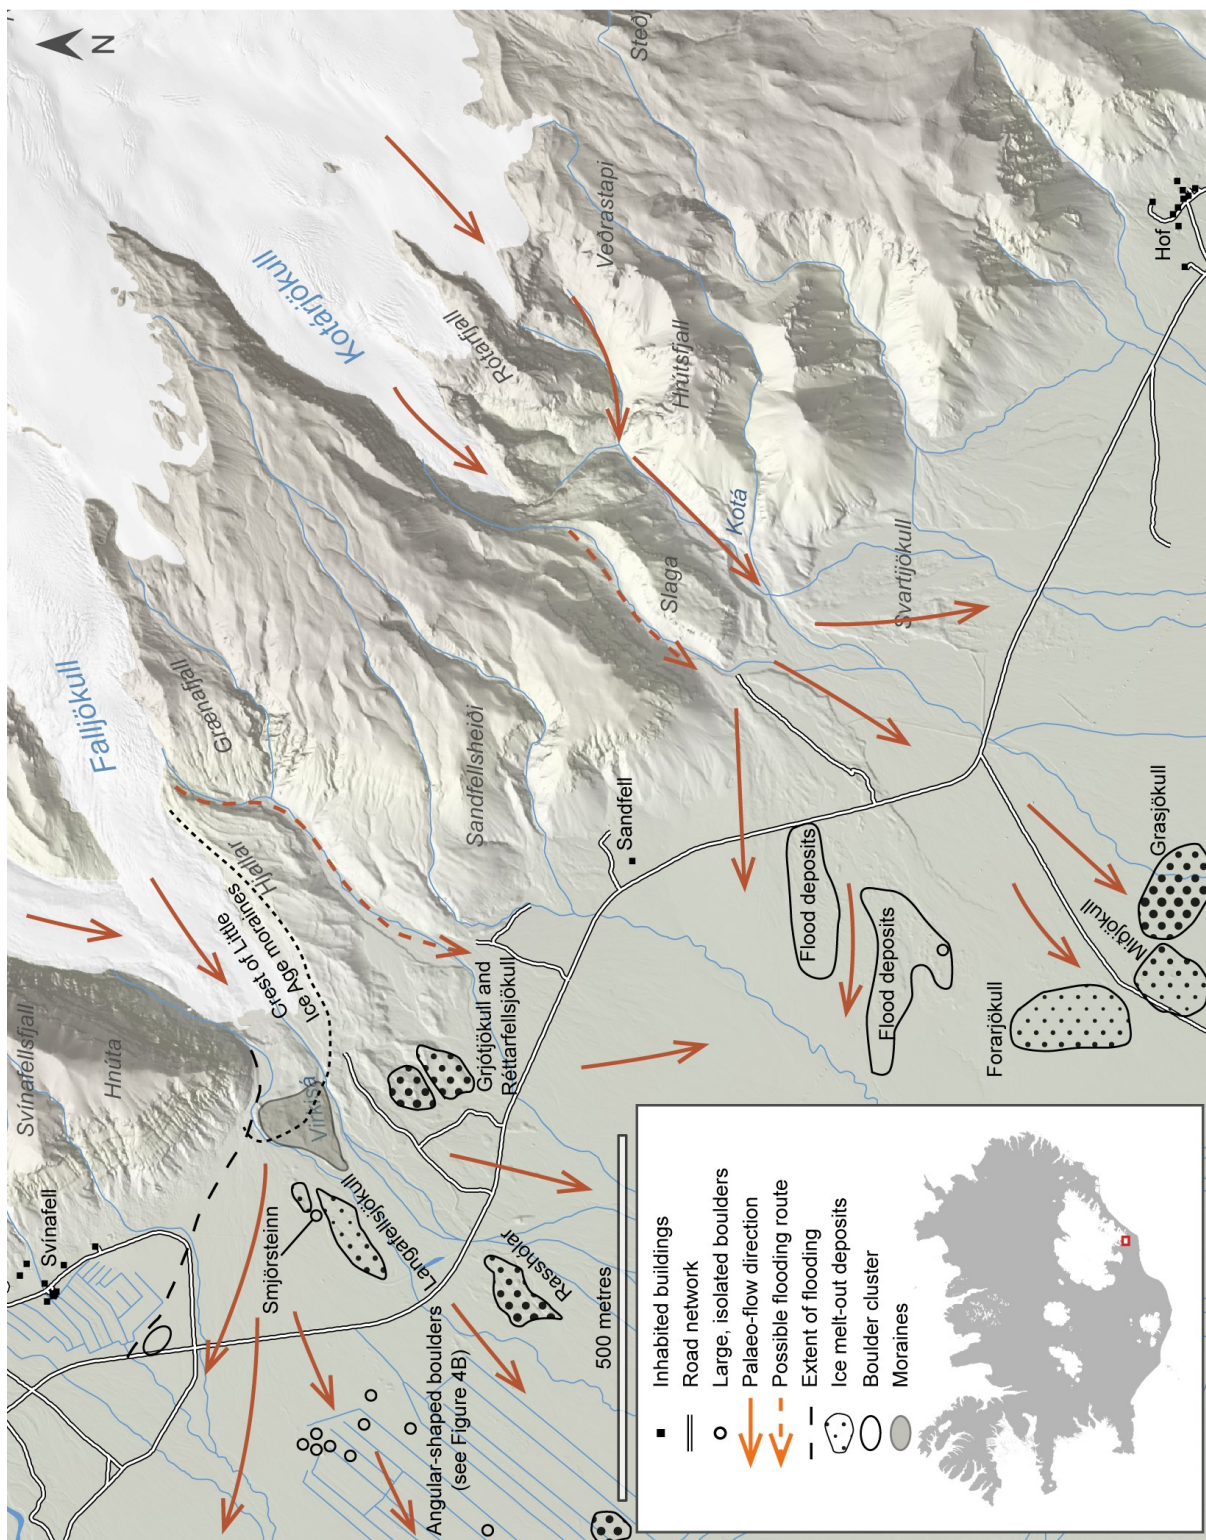 N
Steðj
Falljökull
Kotárjökull
Svínafellsfjall
Hnúta
Svínafell
Grænafjall
Hjallar
Crest of Little
Ice Age moraines
Virkisá
Rótarfjall
Veðrastapi
Hrútsfjall
Kotá
Slaga
Sandfellsheiði
Svartijökull
Hof
Sandfell
Smjörsteinn
Langafellsjökull
Grjótjökull and
Réttarfellsjökull
Rasshólar
Angular-shaped boulders
(see Figure 4B)
Flood deposits
Flood deposits
Forarjökull
Miðjökull
Grasjökull
500 metres
Inhabited buildings
Road network
Large, isolated boulders
Palaeo-flow direction
Possible flooding route
Extent of flooding
Ice melt-out deposits
Boulder cluster
Moraines